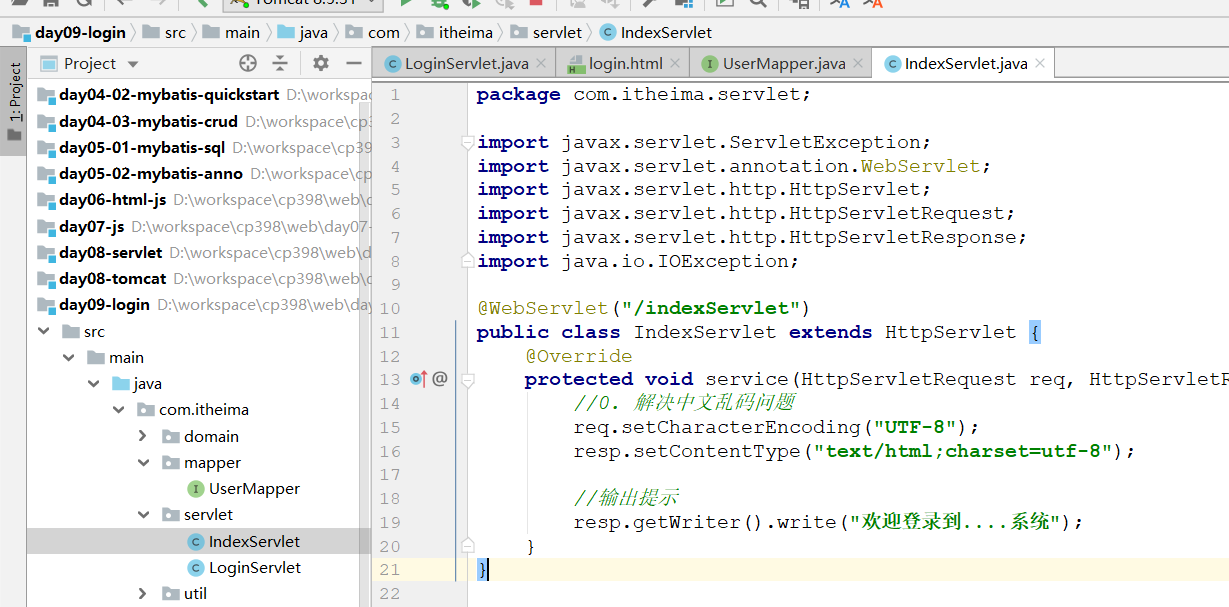 day09-login src main java com itheima servlet IndexServlet
Project
LoginServlet.java login.html UserMapper.java IndexServlet.java
1: Project
day04-02-mybatis-quickstart D:\workspac
day04-03-mybatis-crud D:\workspace\cp3
day05-01-mybatis-sql D:\workspace\cp39
day05-02-mybatis-anno D:\workspace\cp
day06-html-js D:\workspace\cp398\web\d
day07-js D:\workspace\cp398\web\day07-
day08-servlet D:\workspace\cp398\web\d
day08-tomcat D:\workspace\cp398\web\d
day09-login D:\workspace\cp398\web\day
src
main
java
com.itheima
domain
mapper
UserMapper
servlet
IndexServlet
LoginServlet
util
1 package com.itheima.servlet;
2
3 import javax.servlet.ServletException;
4 import javax.servlet.annotation.WebServlet;
5 import javax.servlet.http.HttpServlet;
6 import javax.servlet.http.HttpServletRequest;
7 import javax.servlet.http.HttpServletResponse;
8 import java.io.IOException;
9
10 @WebServlet("/indexServlet")
11 public class IndexServlet extends HttpServlet {
12 @Override
13 @ protected void service(HttpServletRequest req, HttpServletR
14 //0. 解决中文乱码问题
15 req.setCharacterEncoding("UTF-8");
16 resp.setContentType("text/html;charset=utf-8");
17
18 //输出提示
19 resp.getWriter().write("欢迎登录到....系统");
20 }
21 }
22